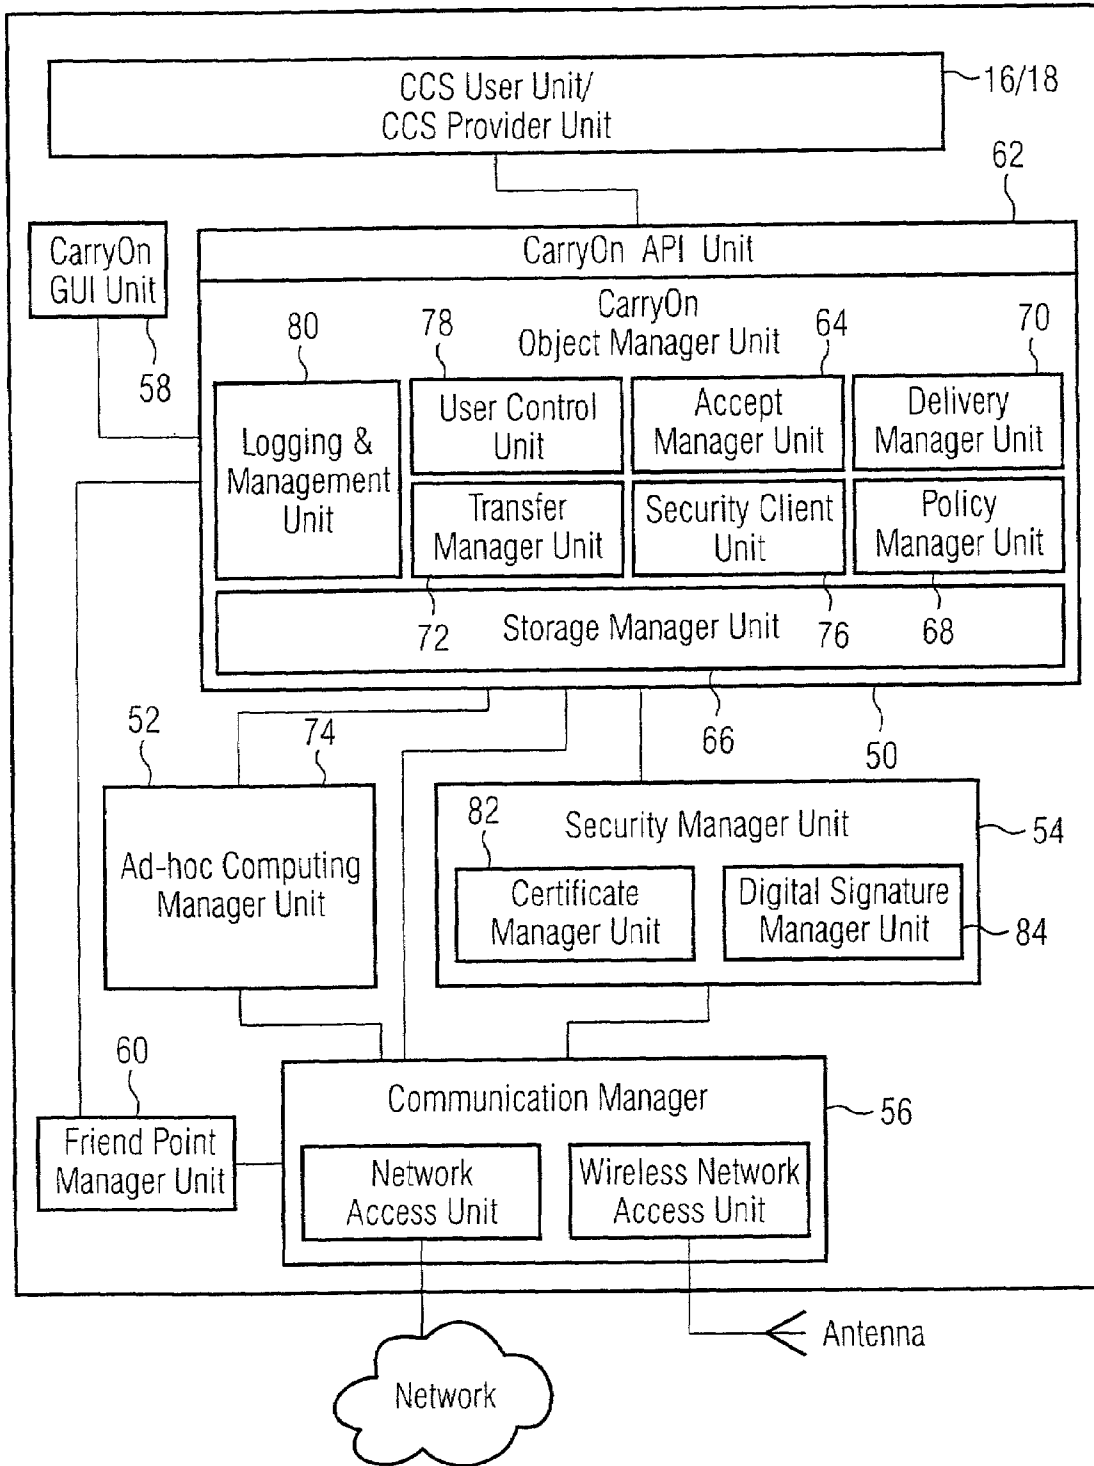 CCS User Unit/
CCS Provider Unit
16/18
62
CarryOn
GUI Unit
58
CarryOn API Unit
CarryOn
Object Manager Unit
80
78
64
70
Logging &
Management
Unit
User Control
Unit
Accept
Manager Unit
Delivery
Manager Unit
Transfer
Manager Unit
Security Client
Unit
Policy
Manager Unit
72
Storage Manager Unit
76
68
66
50
52
74
Ad-hoc Computing
Manager Unit
82
Security Manager Unit
54
Certificate
Manager Unit
Digital Signature
Manager Unit
84
60
Friend Point
Manager Unit
Communication Manager
56
Network
Access Unit
Wireless Network
Access Unit
Antenna
Network